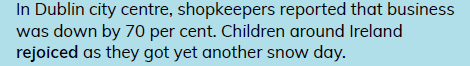 In Dublin city centre, shopkeepers reported that business
was down by 70 per cent. Children around Ireland
rejoiced as they got yet another snow day.